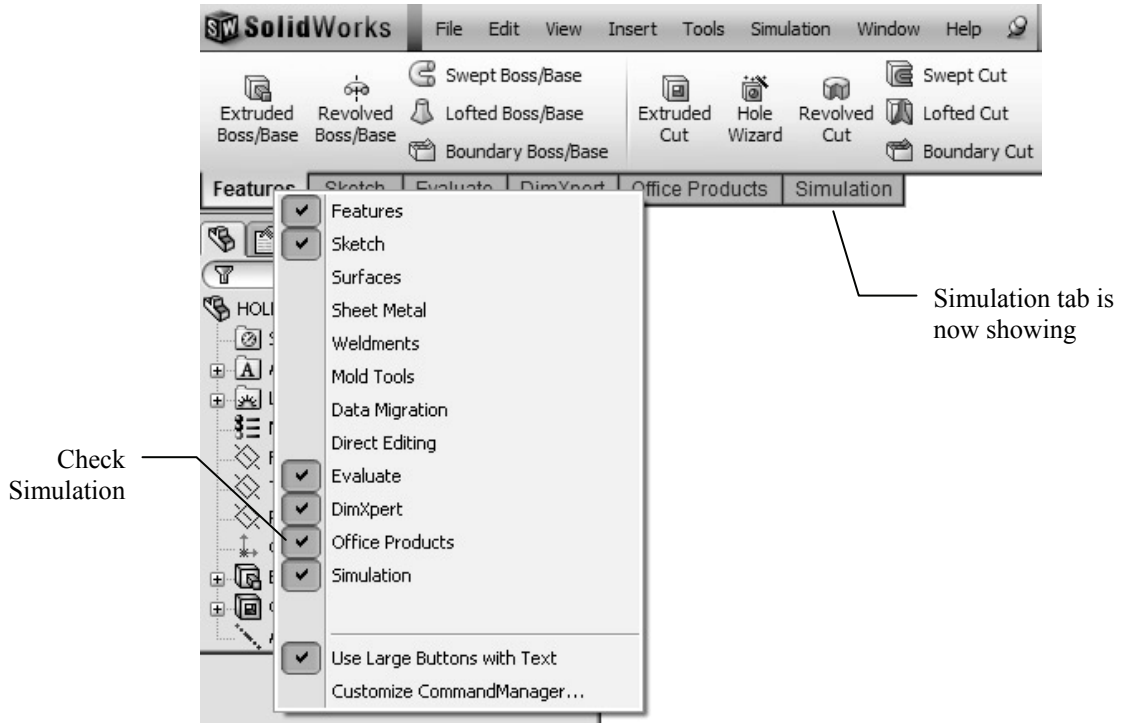 SolidWorks File Edit View Insert Tools Simulation Window Help
Extruded Boss/Base
Revolved Boss/Base
Swept Boss/Base
Lofted Boss/Base
Boundary Boss/Base
Extruded Cut
Hole Wizard
Revolved Cut
Swept Cut
Lofted Cut
Boundary Cut
Features Sketch Evaluate DimXpert Office Products Simulation
Features
Sketch
Surfaces
Sheet Metal
Weldments
Mold Tools
Data Migration
Direct Editing
Evaluate
DimXpert
Office Products
Simulation
Use Large Buttons with Text
Customize CommandManager...
Simulation tab is
now showing
Check
Simulation